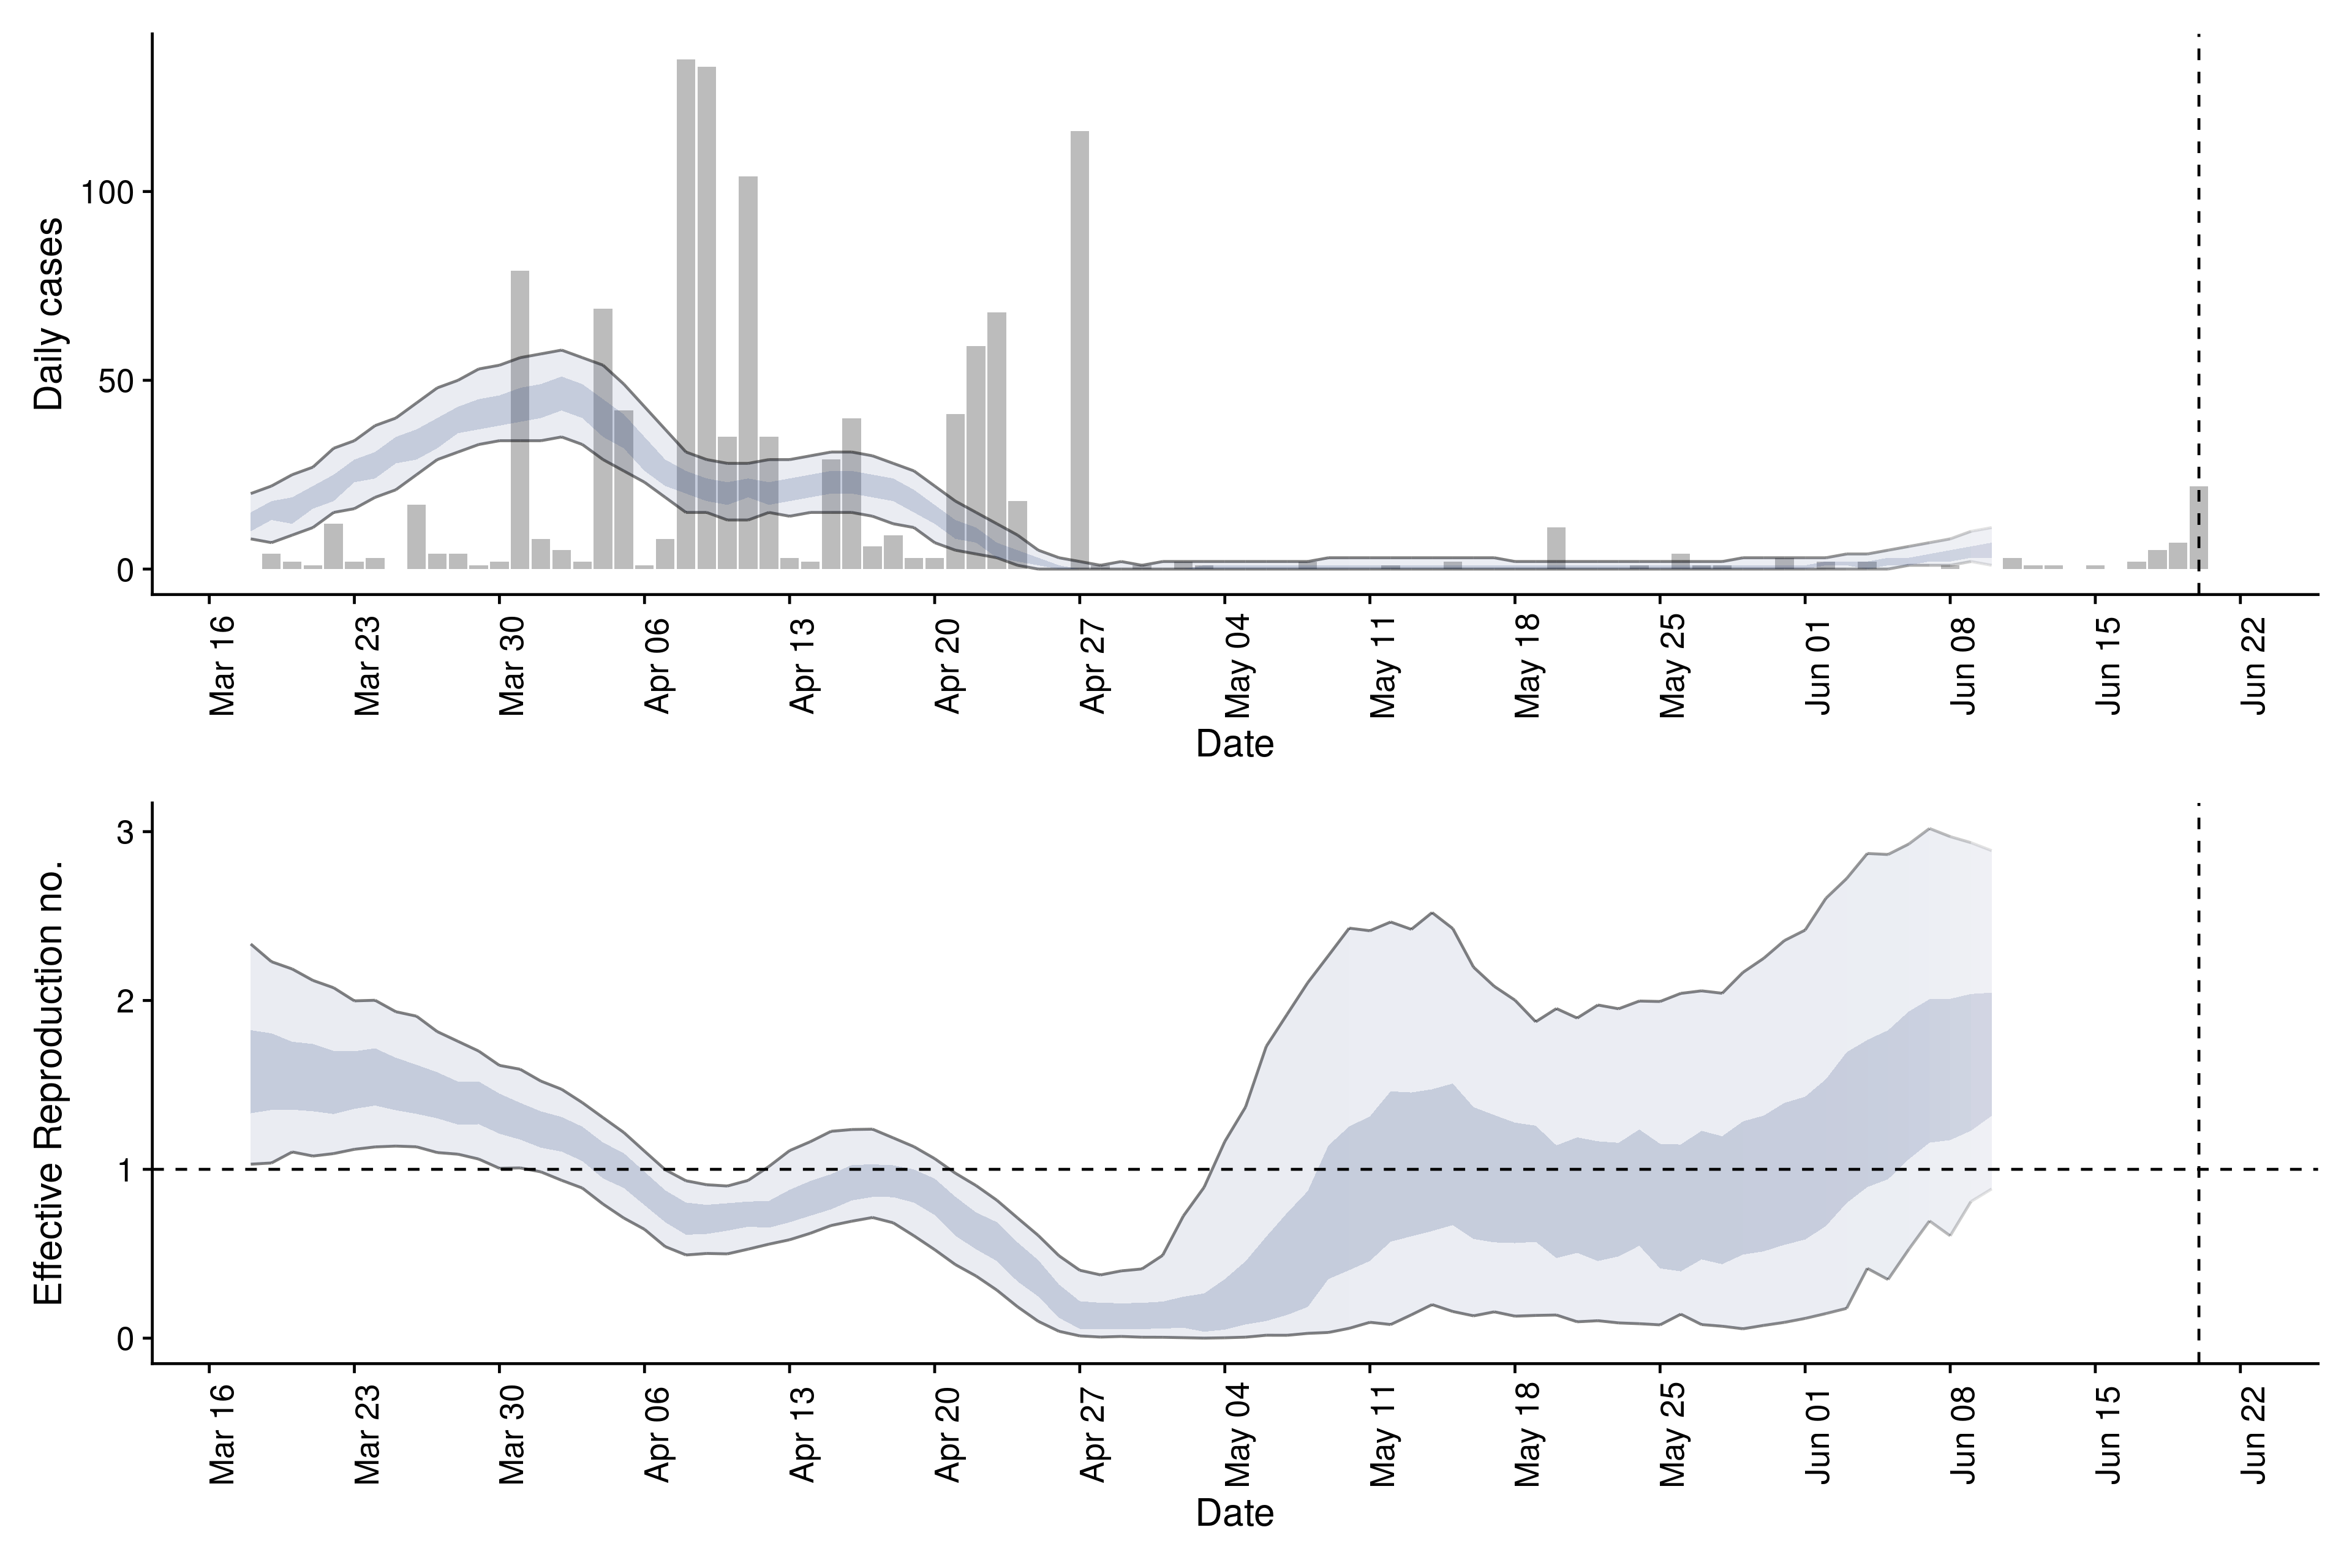 Daily cases
100
50
0
Mar 16
Mar 23
Mar 30
Apr 06
Apr 13
Apr 20
Apr 27
May 04
May 11
May 18
May 25
Jun 01
Jun 08
Jun 15
Jun 22
Date
Effective Reproduction no.
3
2
1
0
Mar 16
Mar 23
Mar 30
Apr 06
Apr 13
Apr 20
Apr 27
May 04
May 11
May 18
May 25
Jun 01
Jun 08
Jun 15
Jun 22
Date